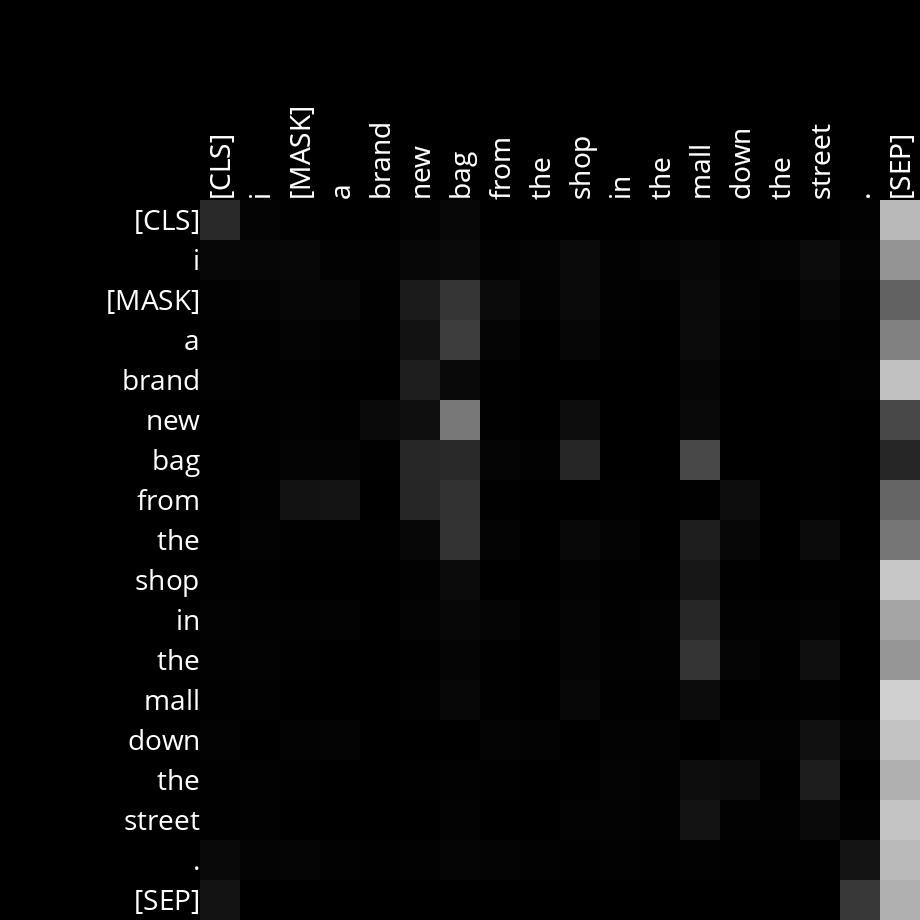 [CLS] i [MASK] a brand new bag from the shop in the mall down the street . [SEP]
[CLS]
i
[MASK]
a
brand
new
bag
from
the
shop
in
the
mall
down
the
street
.
[SEP]